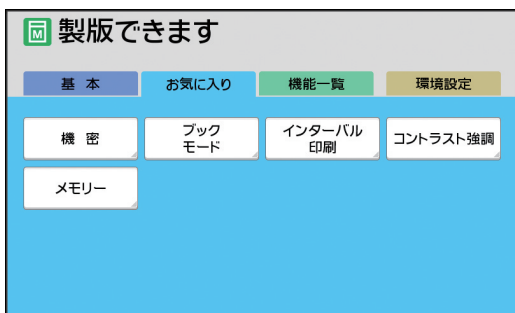 M 製版できます
基 本 お気に入り 機能一覧 環境設定
機 密 ブック
モード インターバル
印刷 コントラスト強調
メモリー